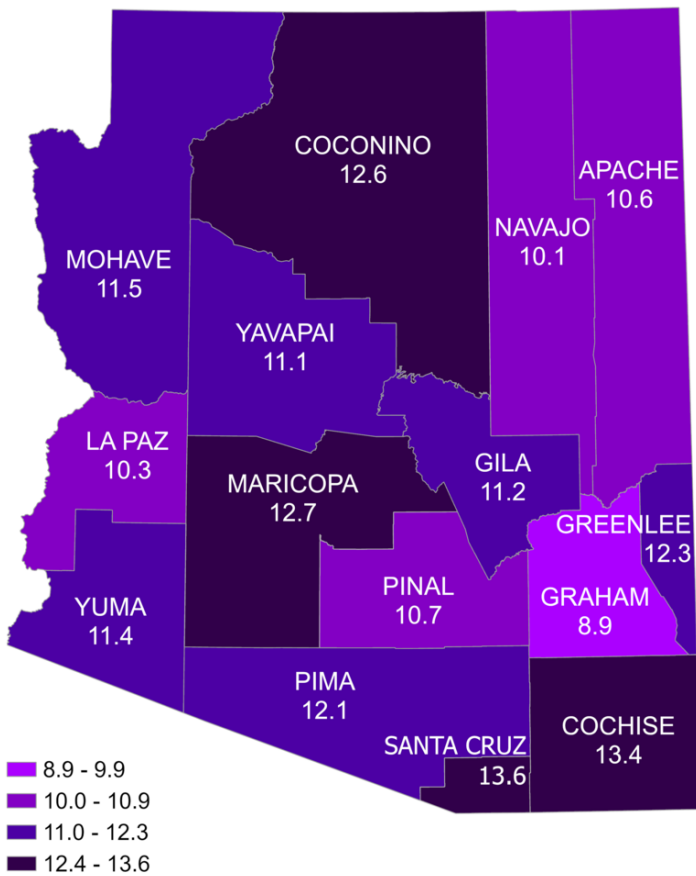 COCONINO
12.6
APACHE
10.6
NAVAJO
10.1
MOHAVE
11.5
YAVAPAI
11.1
LA PAZ
10.3
GILA
11.2
MARICOPA
12.7
GREENLEE
12.3
PINAL
10.7
GRAHAM
8.9
YUMA
11.4
PIMA
12.1
COCHISE
13.4
SANTA CRUZ
13.6
8.9 - 9.9
10.0 - 10.9
11.0 - 12.3
12.4 - 13.6